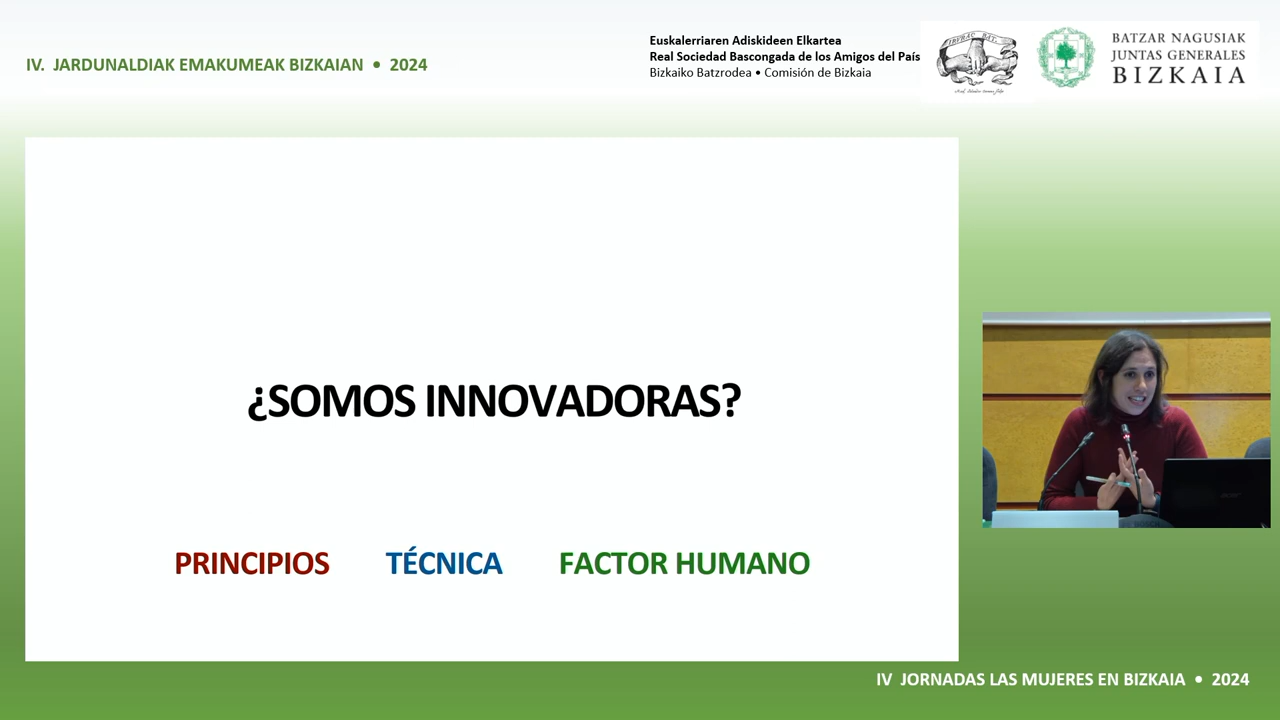 IV. JARDUNALDIAK EMAKUMEAK BIZKAIAN • 2024
Euskalerriaren Adiskideen Elkartea
Real Sociedad Bascongada de los Amigos del País
Bizkaiko Batzrodea • Comisión de Bizkaia
BATZAR NAGUSIAK
JUNTAS GENERALES
BIZKAIA
¿SOMOS INNOVADORAS?
PRINCIPIOS TÉCNICA FACTOR HUMANO
acer
IV JORNADAS LAS MUJERES EN BIZKAIA • 2024